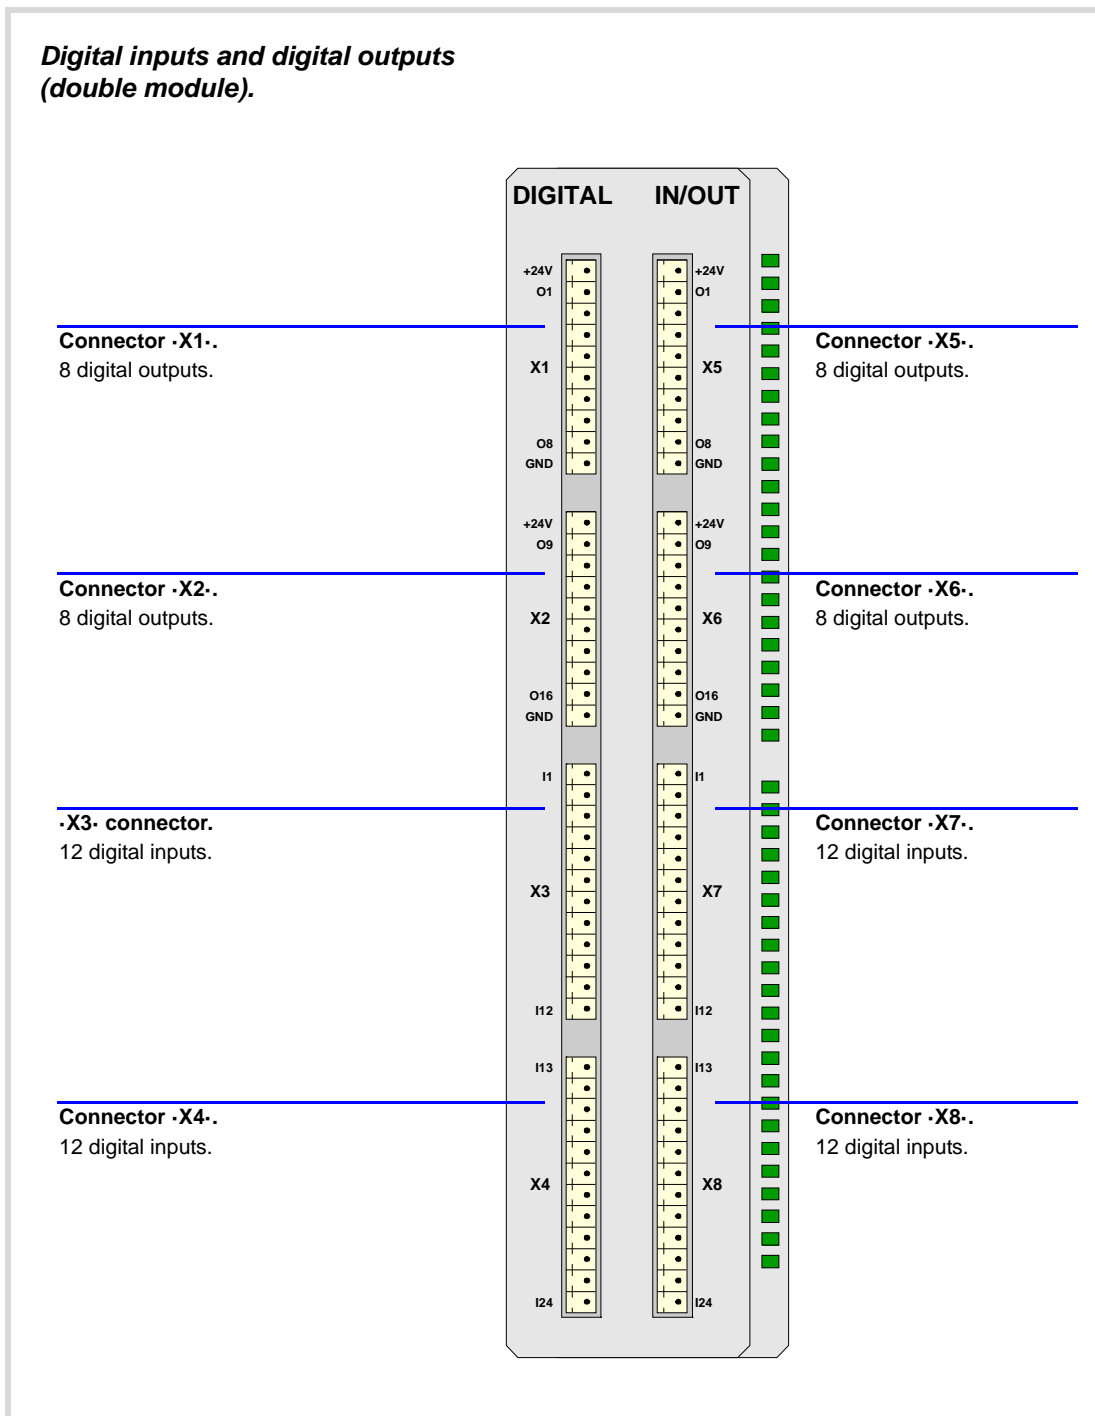 Digital inputs and digital outputs
(double module).
DIGITAL IN/OUT
+24V +24V
O1 O1
Connector ·X1·. Connector ·X5·.
8 digital outputs. X1 X5 8 digital outputs.
O8 O8
GND GND
+24V +24V
O9 O9
Connector ·X2·. Connector ·X6·.
8 digital outputs. X2 X6 8 digital outputs.
O16 O16
GND GND
I1 I1
·X3· connector. Connector ·X7·.
12 digital inputs. 12 digital inputs.
X3 X7
I12 I12
I13 I13
Connector ·X4·. Connector ·X8·.
12 digital inputs. 12 digital inputs.
X4 X8
I24 I24